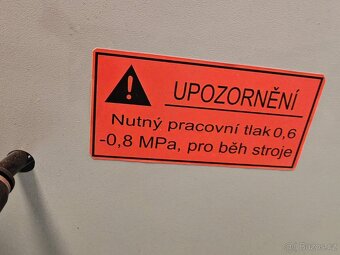 UPOZORNĚNÍ
Nutný pracovní tlak 0,6
-0,8 MPa, pro běh stroje